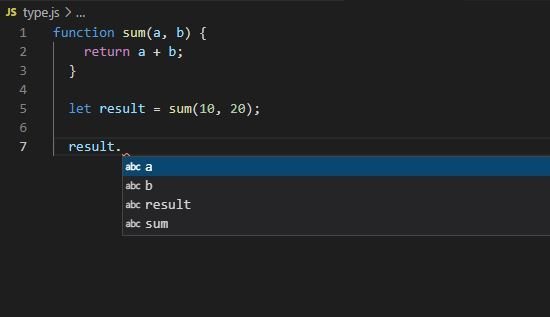 JS type.js > ...
1 function sum(a, b) {
2 return a + b;
3 }
4
5 let result = sum(10, 20);
6
7 result.
abc a
abc b
abc result
abc sum